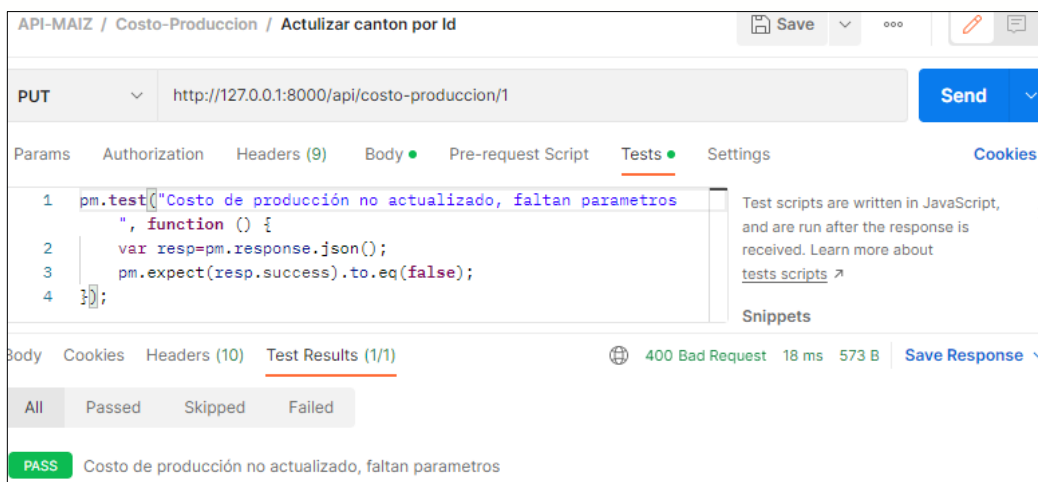 API-MAIZ / Costo-Produccion / Actulizar canton por Id
Save
PUT
http://127.0.0.1:8000/api/costo-produccion/1
Send
Params Authorization Headers (9) Body Pre-request Script Tests Settings Cookies
1 pm.test("Costo de producción no actualizado, faltan parametros
", function () {
2 var resp=pm.response.json();
3 pm.expect(resp.success).to.eq(false);
4 });
Test scripts are written in JavaScript,
and are run after the response is
received. Learn more about
tests scripts ↗
Snippets
Body Cookies Headers (10) Test Results (1/1) 400 Bad Request 18 ms 573 B Save Response
All Passed Skipped Failed
PASS Costo de producción no actualizado, faltan parametros